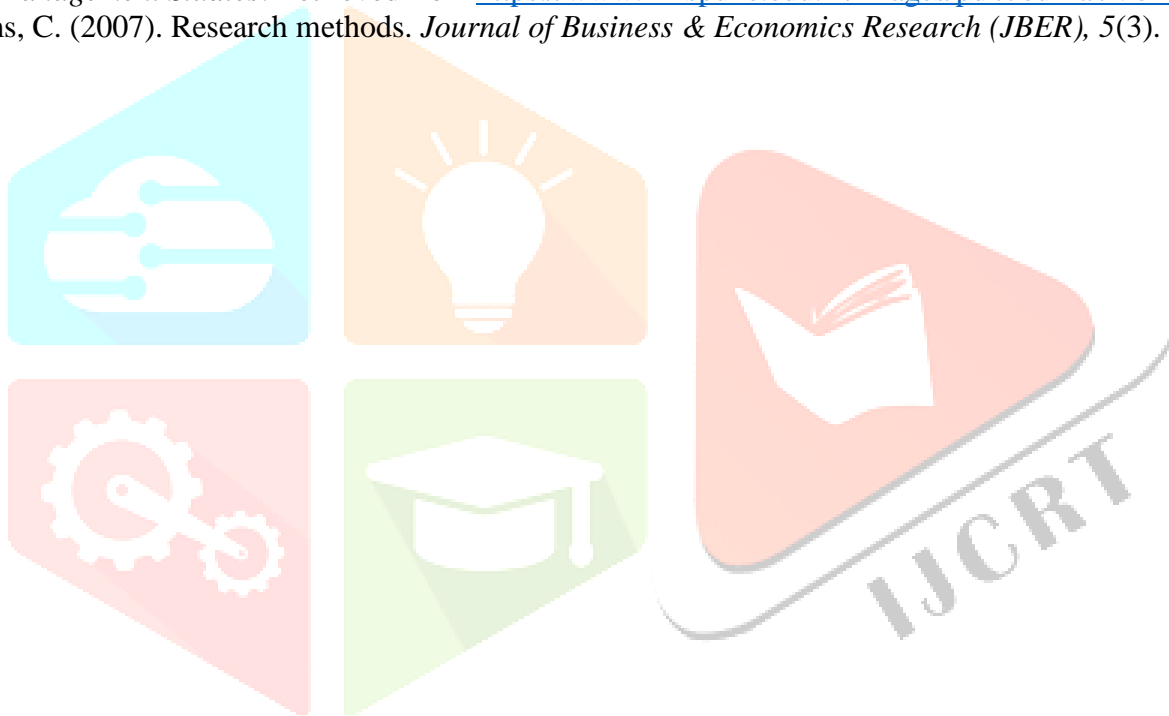 ns, C. (2007). Research methods. Journal of Business & Economics Research (JBER), 5(3).
IJCRT